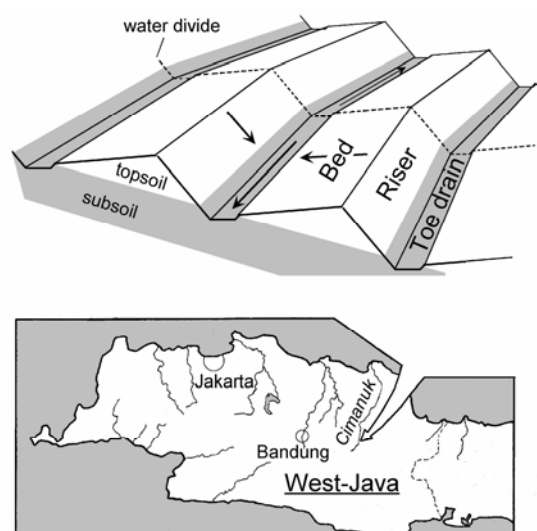 water divide
topsoil
subsoil
Bed
Riser
Toe drain
Jakarta
Cimanuk
Bandung
West-Java